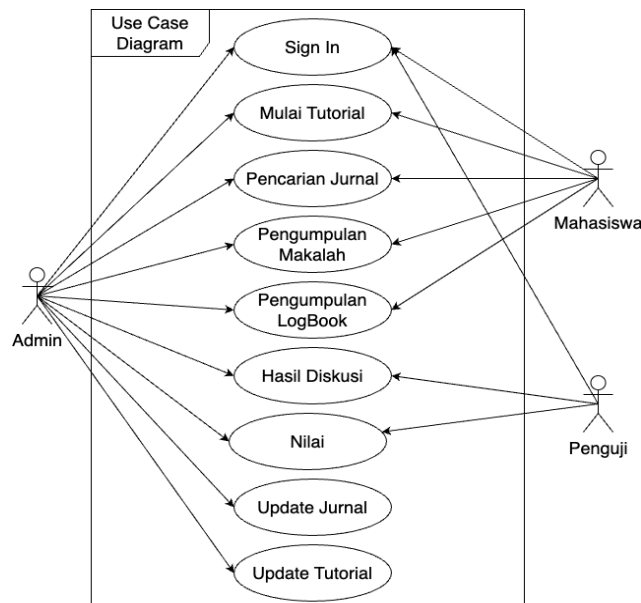 Use Case
Diagram
Sign In
Mulai Tutorial
Pencarian Jurnal
Mahasiswa
Pengumpulan
Makalah
Pengumpulan
LogBook
Admin
Hasil Diskusi
Nilai
Penguji
Update Jurnal
Update Tutorial